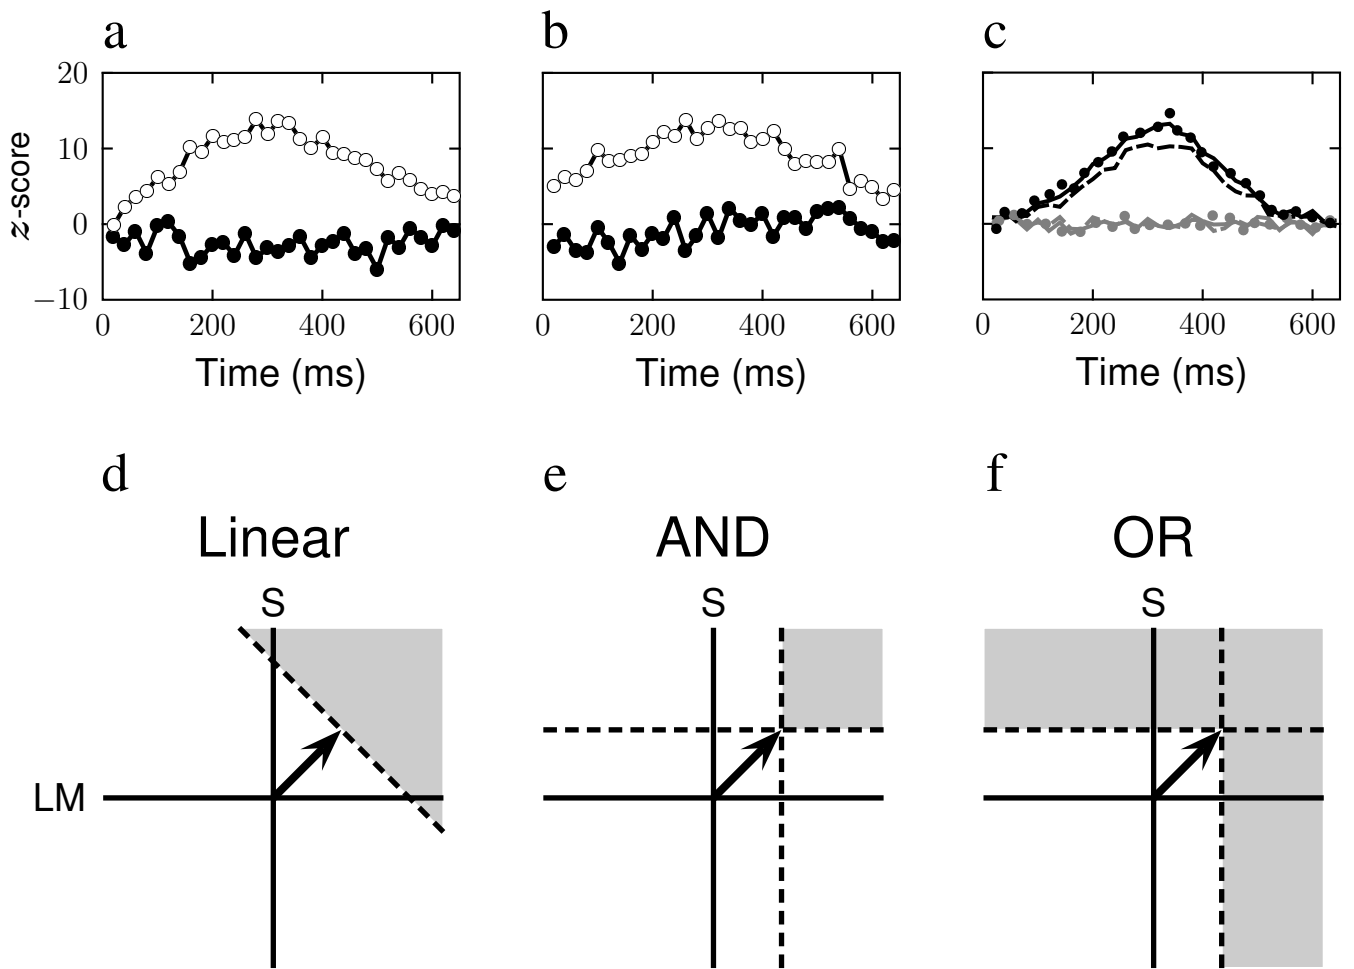 a b c
20
10
0
−10
z-score
0 200 400 600
0 200 400 600
0 200 400 600
Time (ms) Time (ms) Time (ms)
d e f
Linear AND OR
S S S
LM